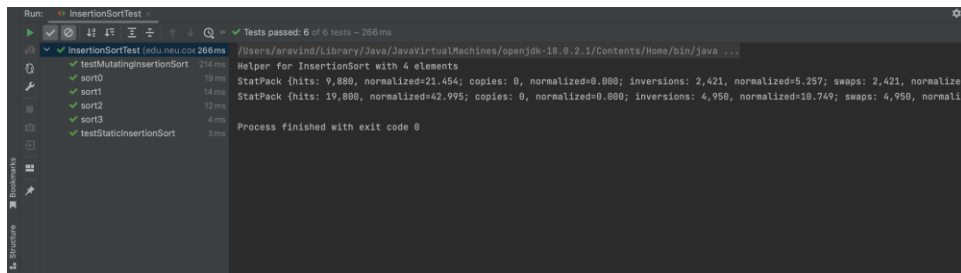 Run: InsertionSortTest ×
» ✓ Tests passed: 6 of 6 tests – 266 ms
InsertionSortTest (edu.neu.coe 266 ms
testMutatingInsertionSort 214 ms
sort0 19 ms
sort1 14 ms
sort2 12 ms
sort3 4 ms
testStaticInsertionSort 3 ms
/Users/aravind/Library/Java/JavaVirtualMachines/openjdk-18.0.2.1/Contents/Home/bin/java ...
Helper for InsertionSort with 4 elements
StatPack {hits: 9,880, normalized=21.454; copies: 0, normalized=0.000; inversions: 2,421, normalized=5.257; swaps: 2,421, normalize
StatPack {hits: 19,800, normalized=42.995; copies: 0, normalized=0.000; inversions: 4,950, normalized=10.749; swaps: 4,950, normali
Process finished with exit code 0
Bookmarks
Structure